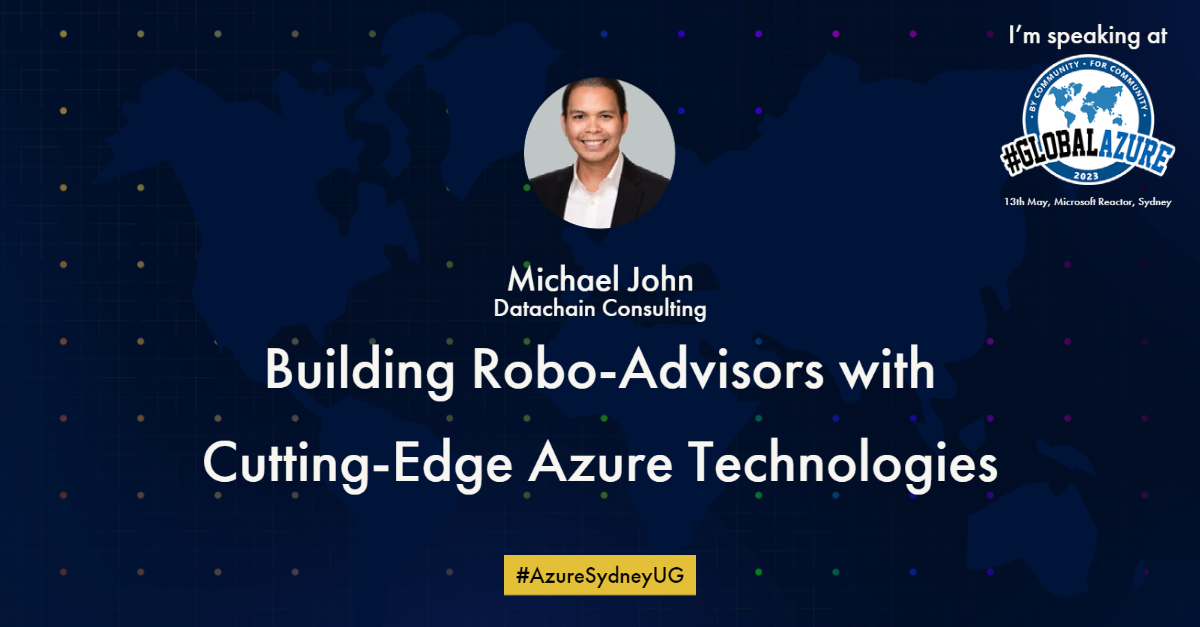 I'm speaking at
BY COMMUNITY • FOR COMMUNITY
#GLOBALAZURE
2023
13th May, Microsoft Reactor, Sydney
Michael John
Datachain Consulting
Building Robo-Advisors with
Cutting-Edge Azure Technologies
#AzureSydneyUG